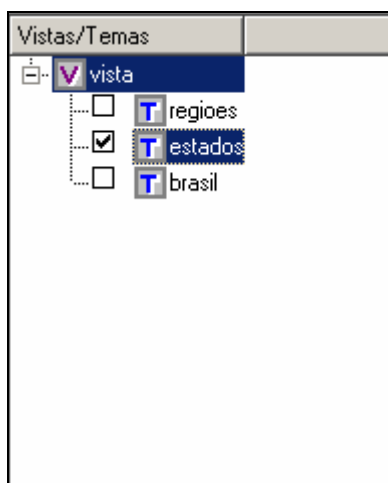 Vistas/Temas
V vista
T regioes
T estados
T brasil